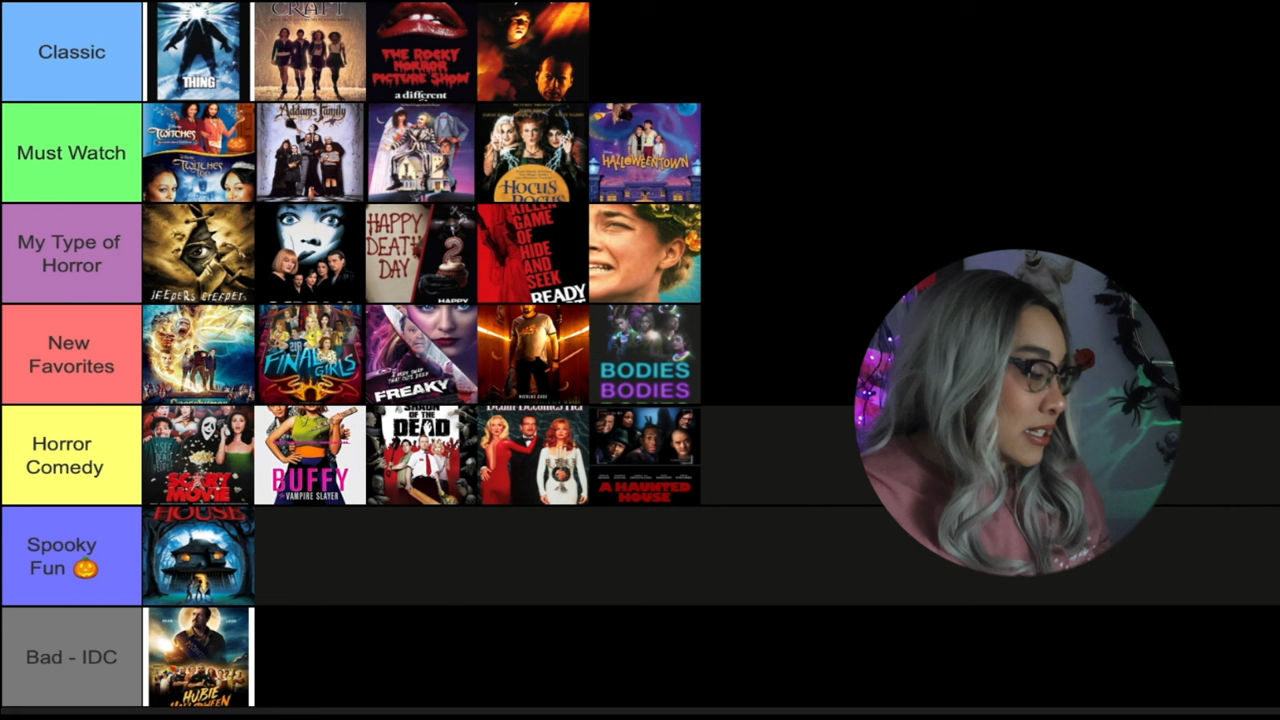 Classic
THING
CRAFT
THE ROCKY
HORROR
PICTURE SHOW
a different
Must Watch
TWITCHES
TWITCHES
TOO
Addams Family
HOCUS
POCUS
HALLOWEENTOWN
My Type of
Horror
JEEPERS CREEPERS
HAPPY
DEATH
DAY
2
HAPPY
KILLER
GAME
OF
HIDE
AND
SEEK
READY
New
Favorites
Goosebumps
THE
FINAL
GIRLS
FREAKY
NICOLAS CAGE
BODIES
BODIES
Horror
Comedy
SCARY
MOVIE
BUFFY
VAMPIRE SLAYER
SHAUN
OF THE
DEAD
Death Becomes Her
A HAUNTED
HOUSE
Spooky
Fun 🎃
HOUSE
Bad - IDC
HUBIE
HALLOWEEN